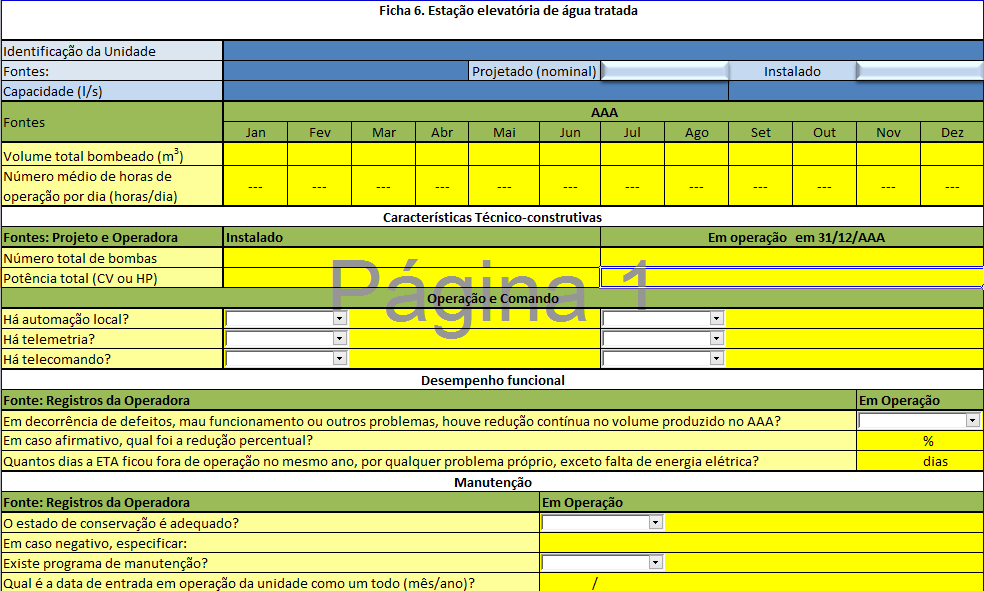 Ficha 6. Estação elevatória de água tratada
Identificação da Unidade
Fontes: Projetado (nominal) Instalado
Capacidade (l/s)
Fontes AAA
Jan Fev Mar Abr Mai Jun Jul Ago Set Out Nov Dez
Volume total bombeado (m³)
Número médio de horas de
operação por dia (horas/dia) --- --- --- --- --- --- --- --- --- --- --- ---
Características Técnico-construtivas
Fontes: Projeto e Operadora Instalado Em operação em 31/12/AAA
Número total de bombas
Potência total (CV ou HP)
Página 1
Operação e Comando
Há automação local?
Há telemetria?
Há telecomando?
Desempenho funcional
Fonte: Registros da Operadora Em Operação
Em decorrência de defeitos, mau funcionamento ou outros problemas, houve redução contínua no volume produzido no AAA?
Em caso afirmativo, qual foi a redução percentual? %
Quantos dias a ETA ficou fora de operação no mesmo ano, por qualquer problema próprio, exceto falta de energia elétrica? dias
Manutenção
Fonte: Registros da Operadora Em Operação
O estado de conservação é adequado?
Em caso negativo, especificar:
Existe programa de manutenção?
Qual é a data de entrada em operação da unidade como um todo (mês/ano)? /